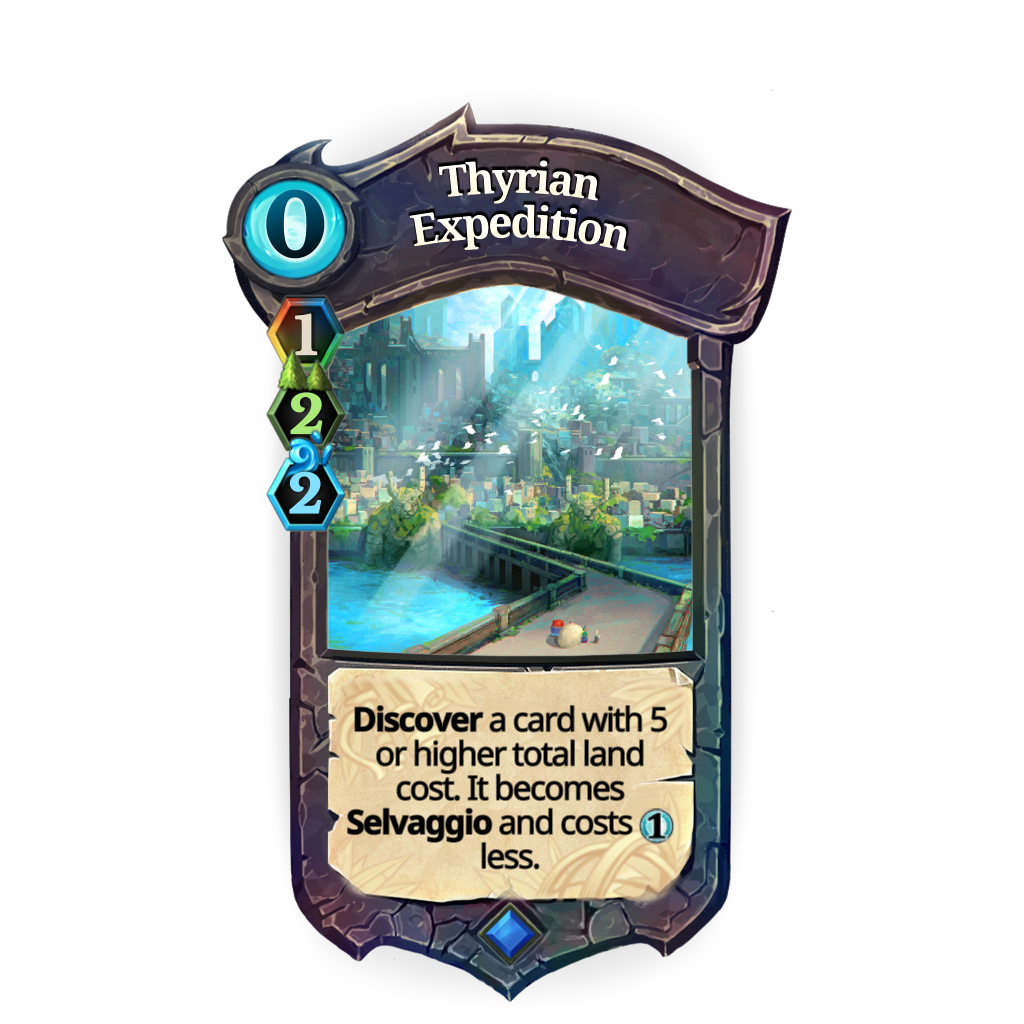 0
Thyrian
Expedition
1
2
2
Discover a card with 5
or higher total land
cost. It becomes
Selvaggio and costs 1
less.